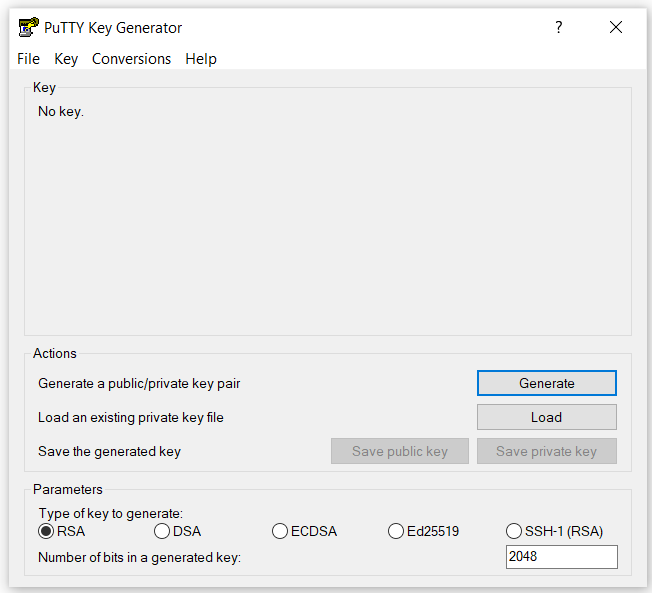 PuTTY Key Generator ?
File Key Conversions Help
Key
No key.
Actions
Generate a public/private key pair Generate
Load an existing private key file Load
Save the generated key Save public key Save private key
Parameters
Type of key to generate:
RSA DSA ECDSA Ed25519 SSH-1 (RSA)
Number of bits in a generated key: 2048